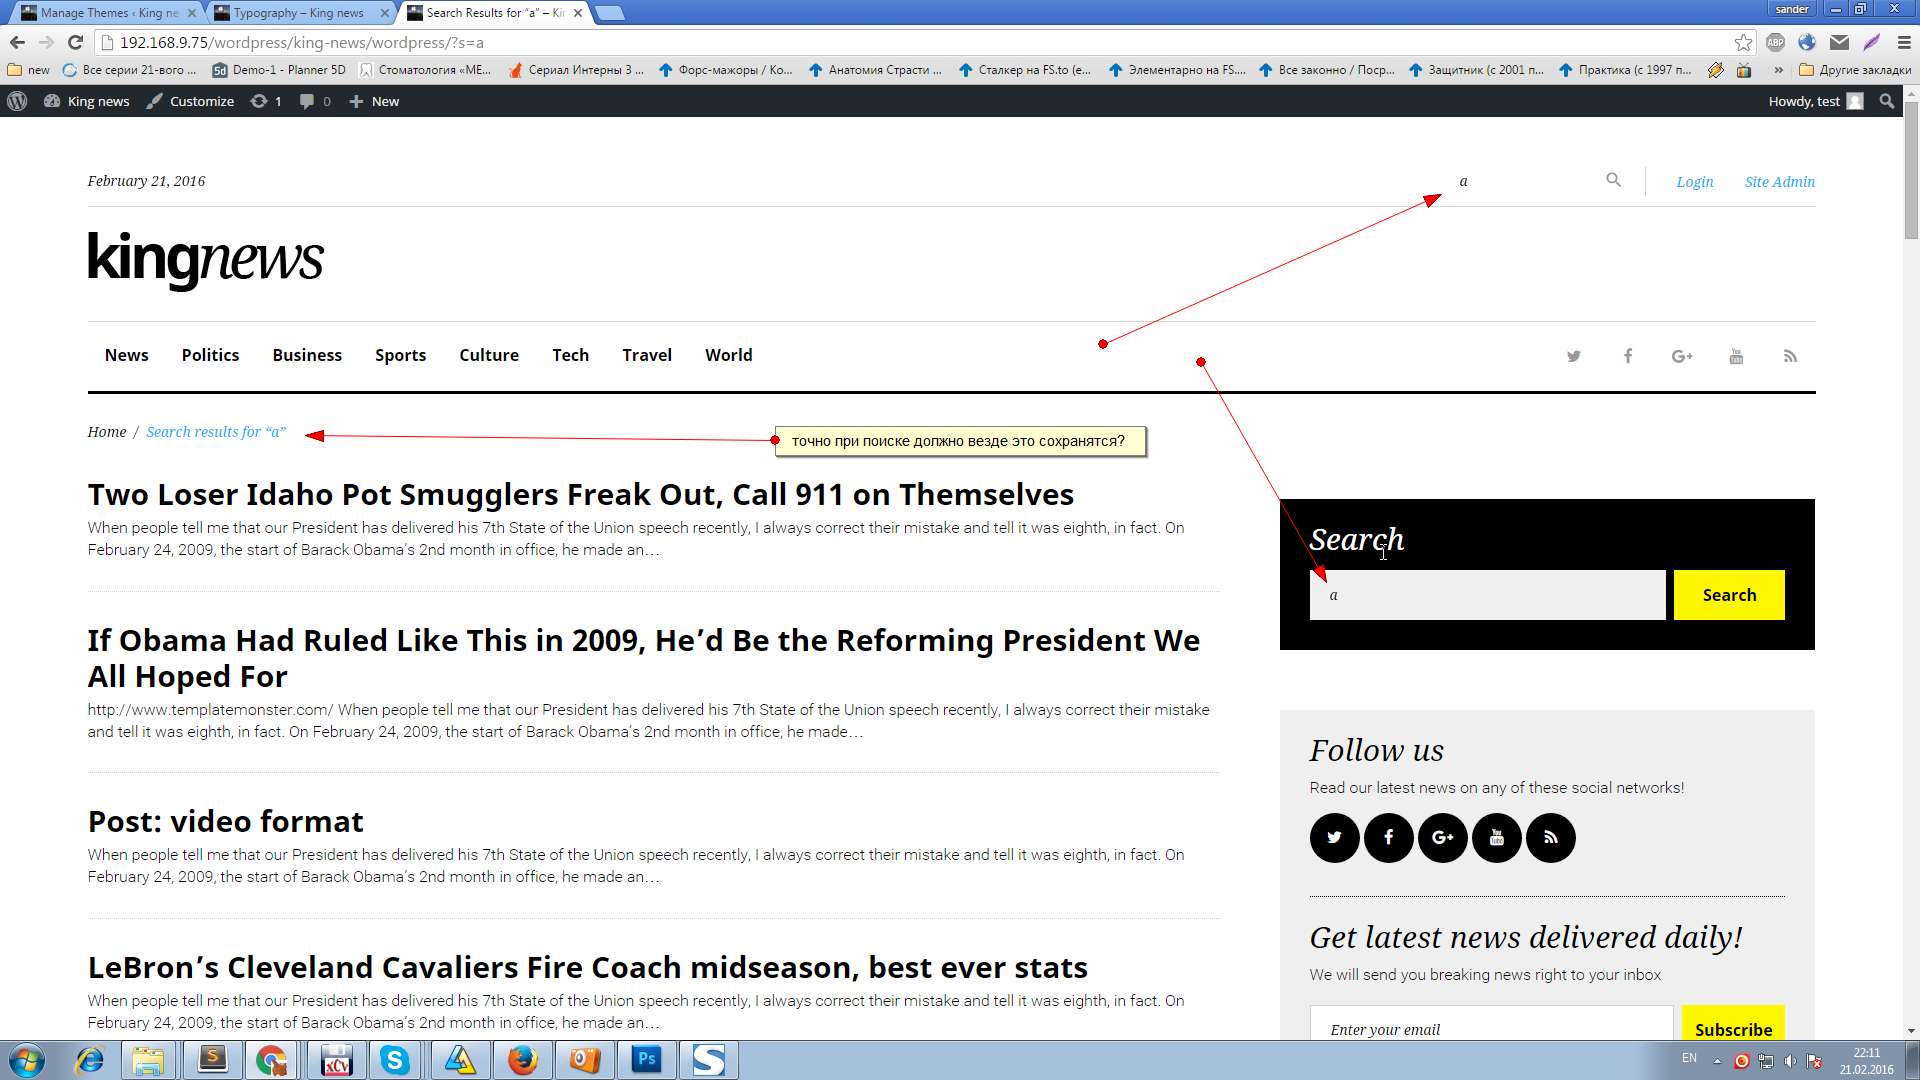 Manage Themes ‹ King ne
Typography – King news
Search Results for “a” – Ki
sander
192.168.9.75/wordpress/king-news/wordpress/?s=a
ABP
new
Все серии 21-вого ...
5d
Demo-1 - Planner 5D
Стоматология «МЕ...
Сериал Интерны 3 ...
Форс-мажоры / Ко...
Анатомия Страсти ...
Сталкер на FS.to (е...
Элементарно на FS....
Все законно / Поср...
Защитник (с 2001 п...
Практика (с 1997 п...
»
Другие закладки
King news
Customize
1
0
New
Howdy, test
February 21, 2016
a
Login
Site Admin
kingnews
News
Politics
Business
Sports
Culture
Tech
Travel
World
Home / Search results for “a”
точно при поиске должно везде это сохранятся?
Two Loser Idaho Pot Smugglers Freak Out, Call 911 on Themselves
When people tell me that our President has delivered his 7th State of the Union speech recently, I always correct their mistake and tell it was eighth, in fact. On
February 24, 2009, the start of Barack Obama’s 2nd month in office, he made an…
If Obama Had Ruled Like This in 2009, He’d Be the Reforming President We
All Hoped For
http://www.templatemonster.com/ When people tell me that our President has delivered his 7th State of the Union speech recently, I always correct their mistake
and tell it was eighth, in fact. On February 24, 2009, the start of Barack Obama’s 2nd month in office, he made…
Post: video format
When people tell me that our President has delivered his 7th State of the Union speech recently, I always correct their mistake and tell it was eighth, in fact. On
February 24, 2009, the start of Barack Obama’s 2nd month in office, he made an…
LeBron’s Cleveland Cavaliers Fire Coach midseason, best ever stats
When people tell me that our President has delivered his 7th State of the Union speech recently, I always correct their mistake and tell it was eighth, in fact. On
February 24, 2009, the start of Barack Obama’s 2nd month in office, he made an…
Search
a
Search
Follow us
Read our latest news on any of these social networks!
Get latest news delivered daily!
We will send you breaking news right to your inbox
Enter your email
Subscribe
xCv
Ps
EN
22:11
21.02.2016